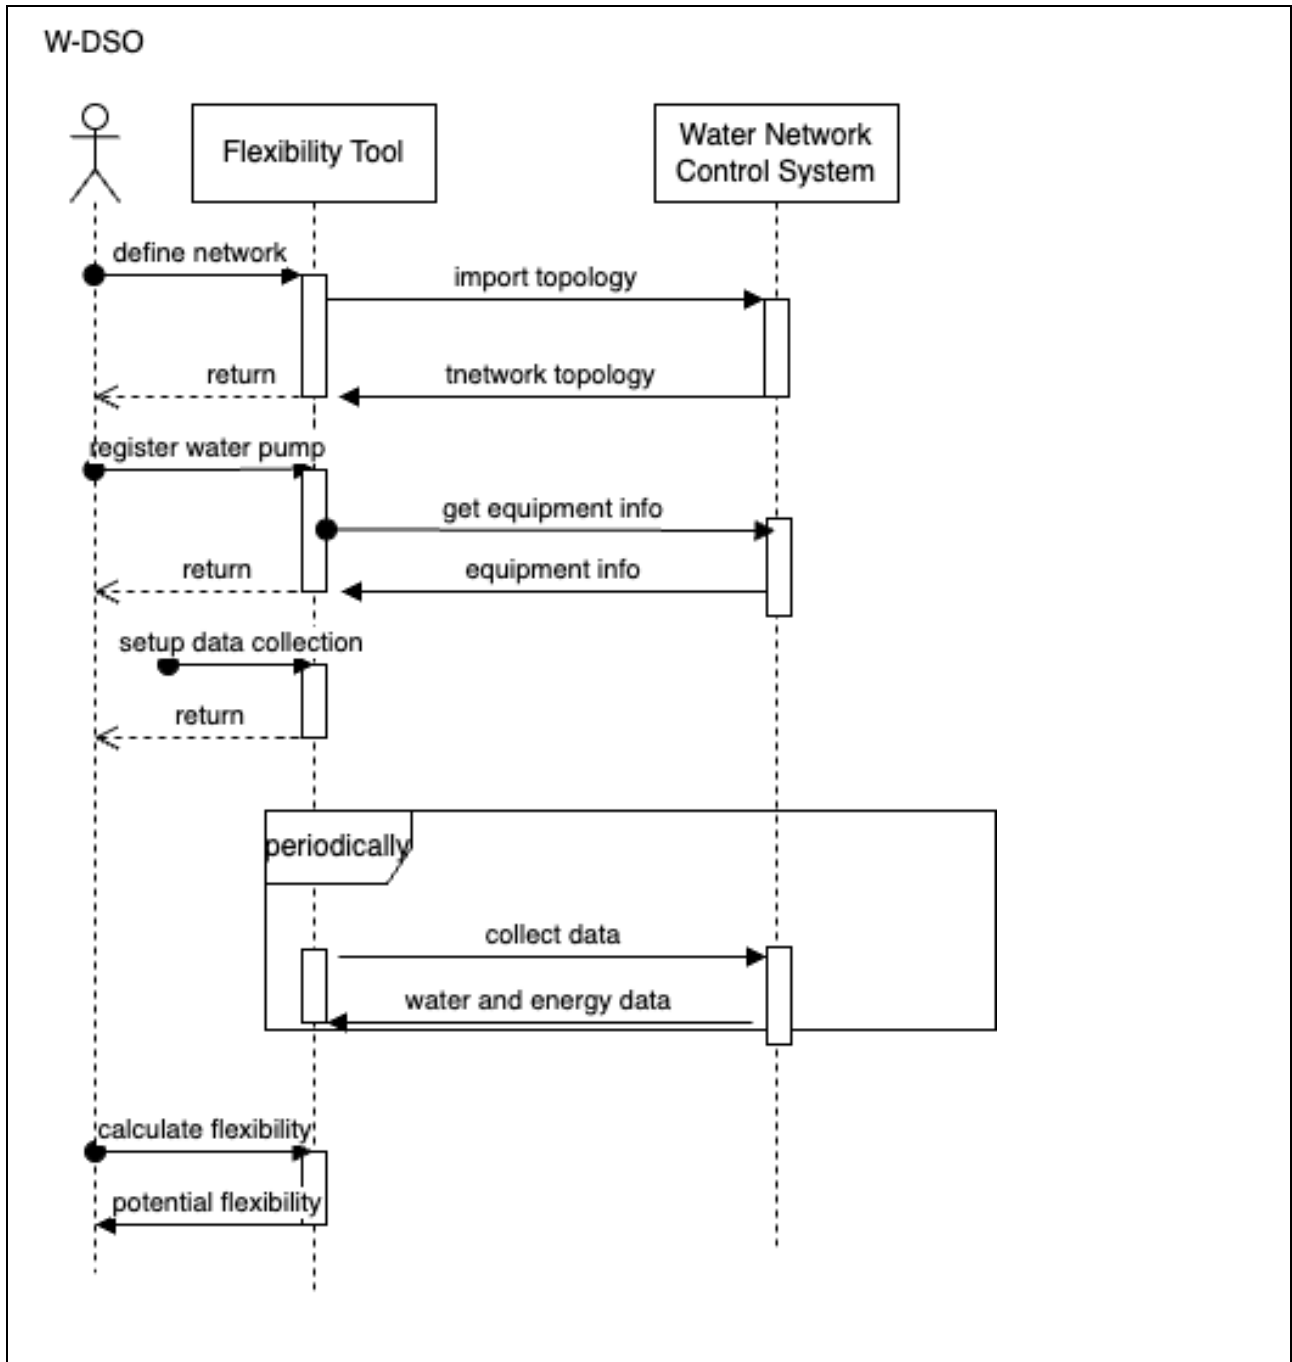 W-DSO
Flexibility Tool
Water Network
Control System
define network
import topology
return
tnetwork topology
register water pump
get equipment info
return
equipment info
setup data collection
return
periodically
collect data
water and energy data
calculate flexibility
potential flexibility